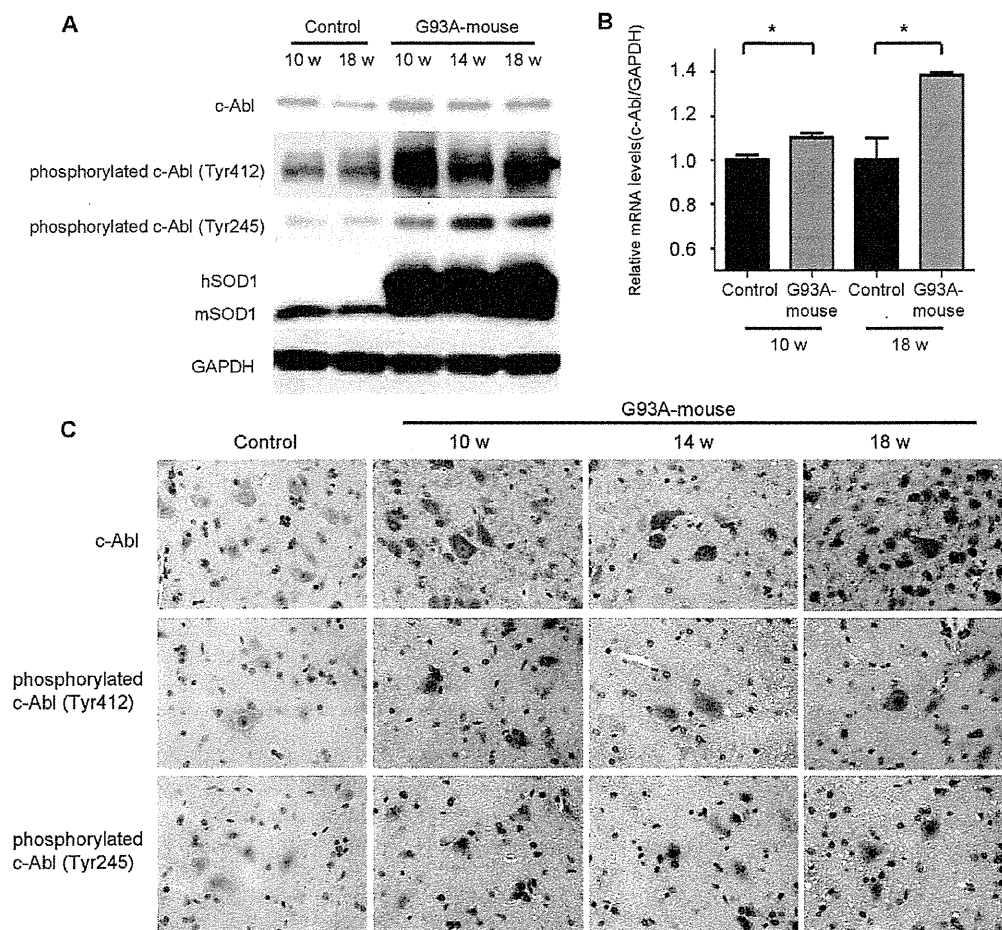 A
Control G93A-mouse
10 w 18 w 10 w 14 w 18 w
c-Abl
phosphorylated c-Abl (Tyr412)
phosphorylated c-Abl (Tyr245)
hSOD1
mSOD1
GAPDH
B
* *
Relative mRNA levels(c-Abl/GAPDH)
1.4
1.2
1.0
0.8
0.6
Control G93A-mouse Control G93A-mouse
10 w 18 w
C
G93A-mouse
Control 10 w 14 w 18 w
c-Abl
phosphorylated
c-Abl (Tyr412)
phosphorylated
c-Abl (Tyr245)